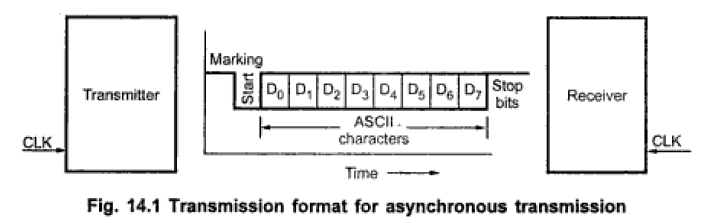 Marking
Transmitter
Start
D0 D1 D2 D3 D4 D5 D6 D7
Stop
bits
Receiver
ASCII
characters
CLK
CLK
Time
Fig. 14.1 Transmission format for asynchronous transmission